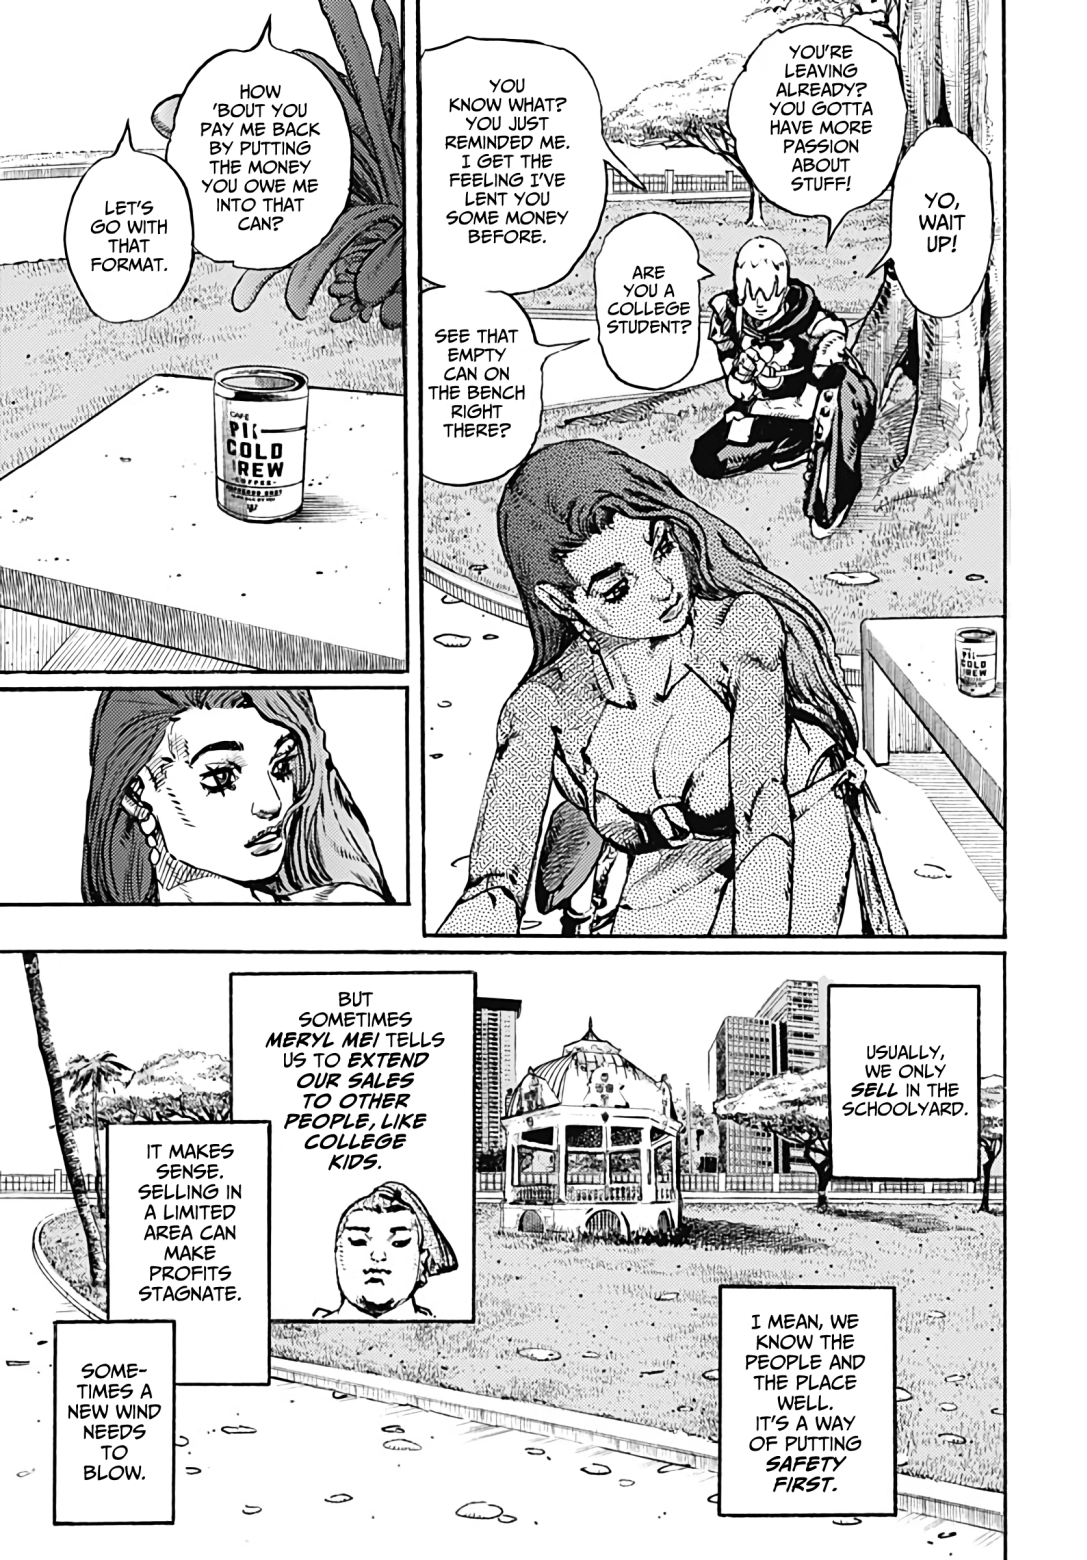 YO,
WAIT
UP!
YOU'RE
LEAVING
ALREADY?
YOU GOTTA
HAVE MORE
PASSION
ABOUT
STUFF!
ARE
YOU A
COLLEGE
STUDENT?
YOU
KNOW WHAT?
YOU JUST
REMINDED ME.
I GET THE
FEELING I'VE
LENT YOU
SOME MONEY
BEFORE.
SEE THAT
EMPTY
CAN ON
THE BENCH
RIGHT
THERE?
PI
COLD
REW
HOW
'BOUT YOU
PAY ME BACK
BY PUTTING
THE MONEY
YOU OWE ME
INTO THAT
CAN?
LET'S
GO WITH
THAT
FORMAT.
CAFE
PI
COLD
REW
COFFEE
USUALLY,
WE ONLY
SELL IN THE
SCHOOLYARD.
I MEAN, WE
KNOW THE
PEOPLE AND
THE PLACE
WELL.
IT'S A WAY
OF PUTTING
SAFETY
FIRST.
BUT
SOMETIMES
MERYL MEI TELLS
US TO EXTEND
OUR SALES
TO OTHER
PEOPLE, LIKE
COLLEGE
KIDS.
IT MAKES
SENSE.
SELLING IN
A LIMITED
AREA CAN
MAKE
PROFITS
STAGNATE.
SOME-
TIMES A
NEW WIND
NEEDS
TO
BLOW.